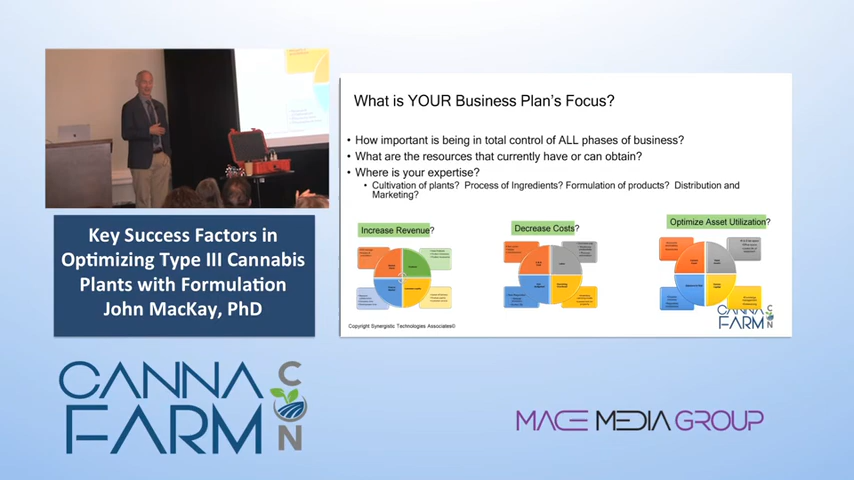 What is YOUR Business Plan's Focus?
• How important is being in total control of ALL phases of business?
• What are the resources that currently have or can obtain?
• Where is your expertise?
• Cultivation of plants? Process of Ingredients? Formulation of products? Distribution and
Marketing?
Increase Revenue?
Decrease Costs?
Optimize Asset Utilization?
Copyright Synergistic Technologies Associates©
CANNA
FARM
CON
Key Success Factors in
Optimizing Type III Cannabis
Plants with Formulation
John MacKay, PhD
CANNA
FARM
CON
MACE MEDIA GROUP